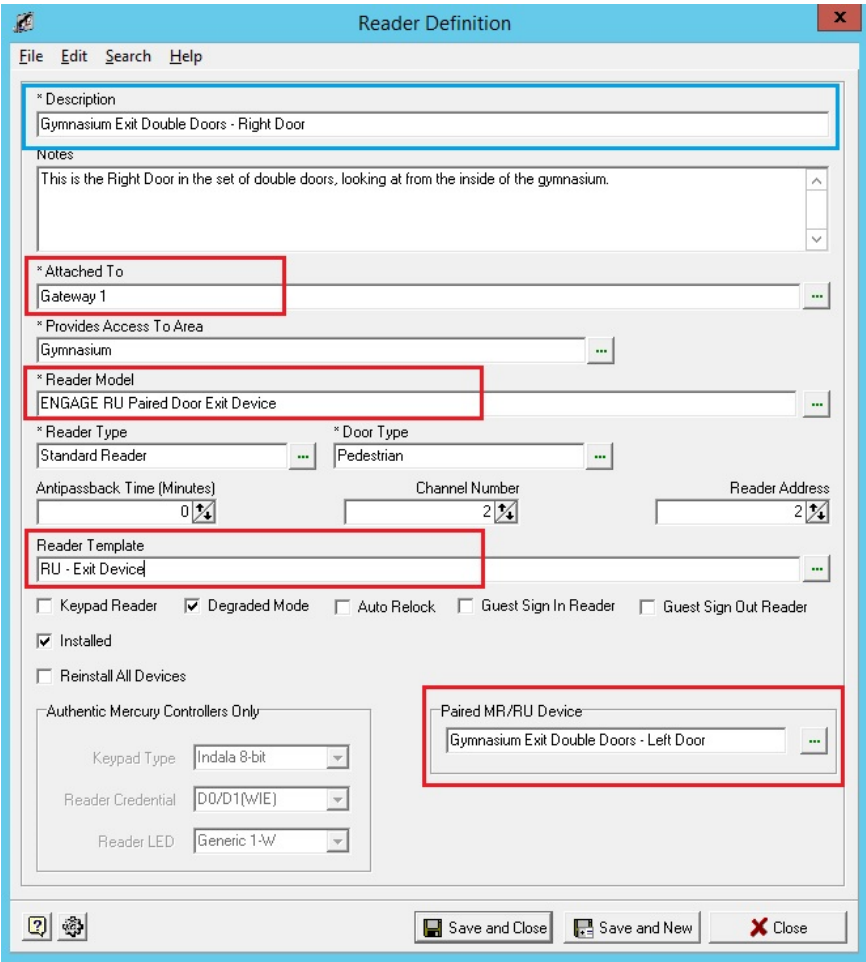 Reader Definition
x
File Edit Search Help
* Description
Gymnasium Exit Double Doors - Right Door
Notes
This is the Right Door in the set of double doors, looking at from the inside of the gymnasium.
* Attached To
Gateway 1
...
* Provides Access To Area
Gymnasium
...
* Reader Model
ENGAGE RU Paired Door Exit Device
...
* Reader Type * Door Type
Standard Reader ... Pedestrian ...
Antipassback Time (Minutes) Channel Number Reader Address
0 2 2
Reader Template
RU - Exit Device
...
Keypad Reader Degraded Mode Auto Relock Guest Sign In Reader Guest Sign Out Reader
Installed
Reinstall All Devices
Authentic Mercury Controllers Only Paired MR/RU Device
Gymnasium Exit Double Doors - Left Door ...
Keypad Type Indala 8-bit
Reader Credential D0/D1(WIE)
Reader LED Generic 1-W
? Save and Close Save and New Close